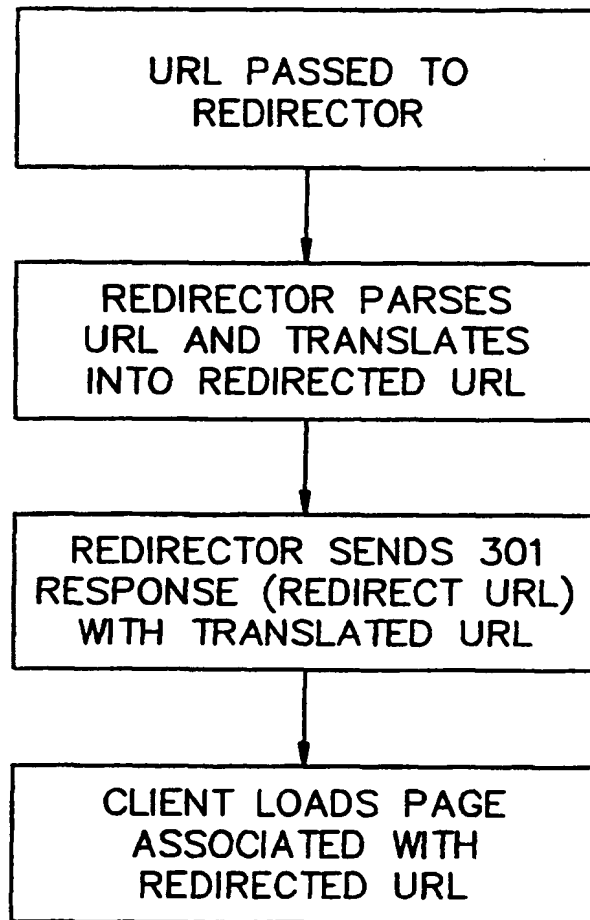 URL PASSED TO
REDIRECTOR
REDIRECTOR PARSES
URL AND TRANSLATES
INTO REDIRECTED URL
REDIRECTOR SENDS 301
RESPONSE (REDIRECT URL)
WITH TRANSLATED URL
CLIENT LOADS PAGE
ASSOCIATED WITH
REDIRECTED URL